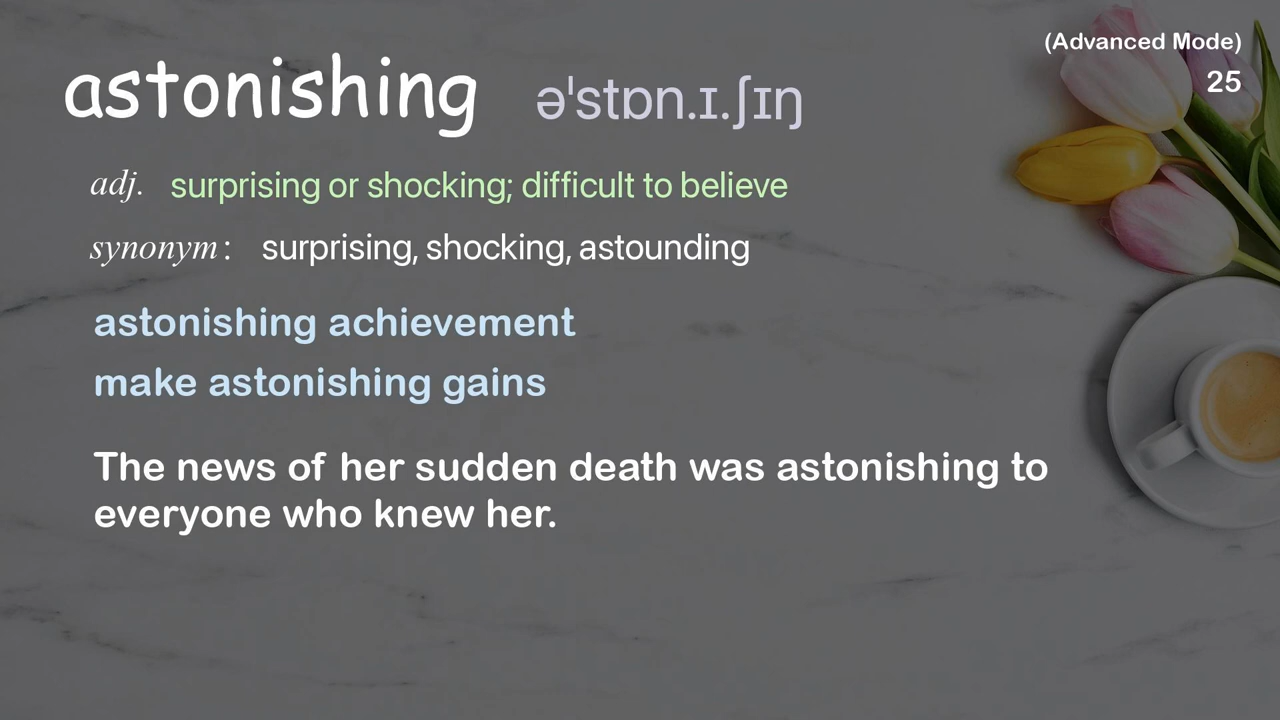 (Advanced Mode)
25
astonishing əˈstɒn.ɪ.ʃɪŋ
adj. surprising or shocking; difficult to believe
synonym: surprising, shocking, astounding
astonishing achievement
make astonishing gains
The news of her sudden death was astonishing to
everyone who knew her.